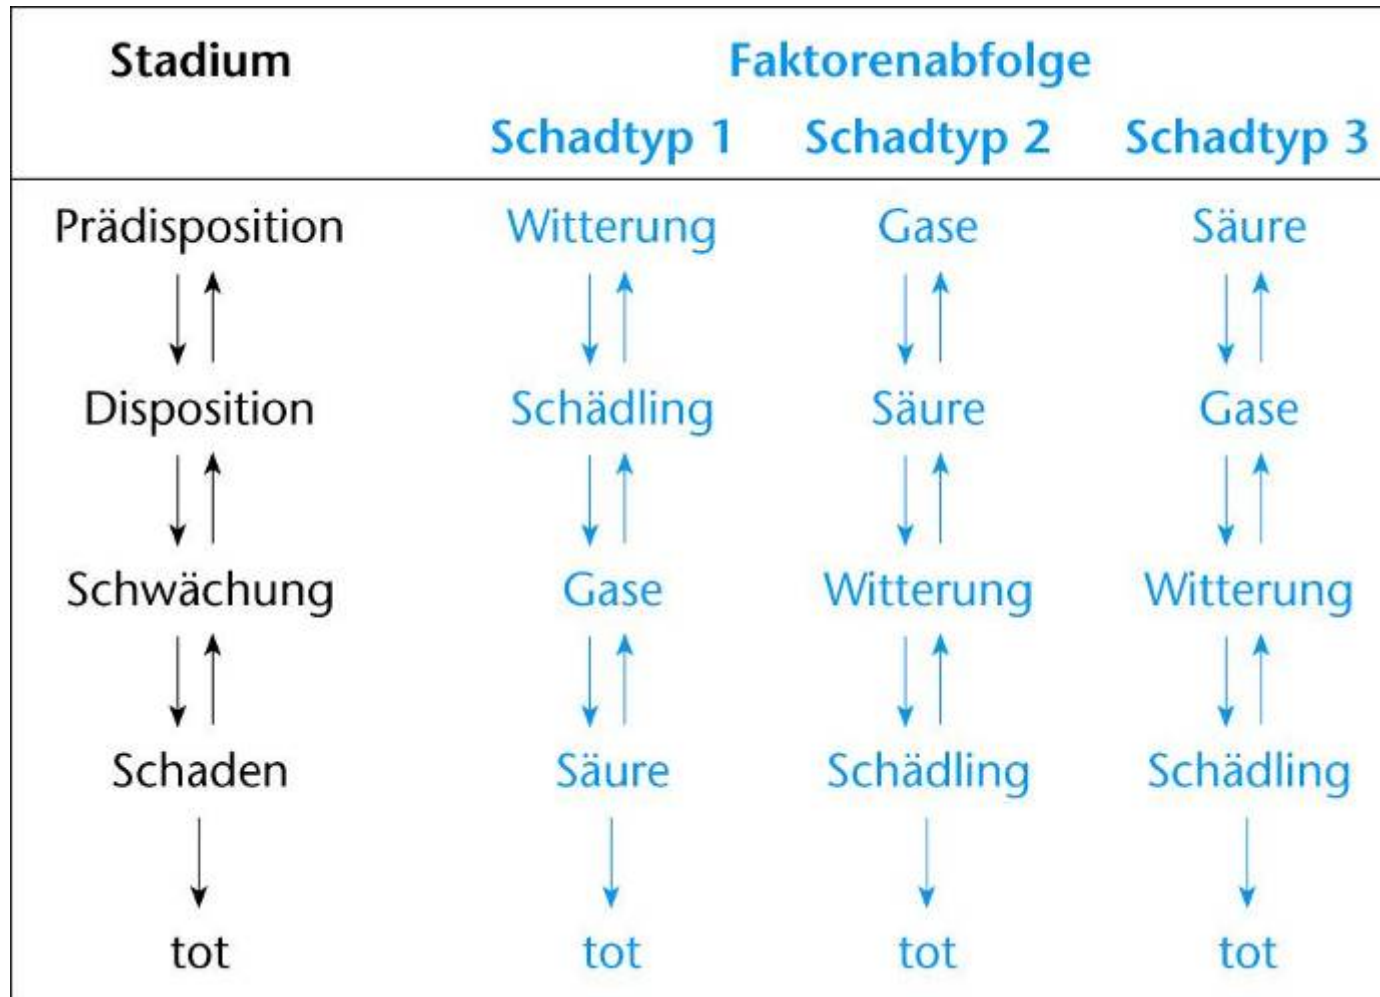 Stadium Faktorenabfolge
Schadtyp 1 Schadtyp 2 Schadtyp 3
Prädisposition Witterung Gase Säure
Disposition Schädling Säure Gase
Schwächung Gase Witterung Witterung
Schaden Säure Schädling Schädling
tot tot tot tot